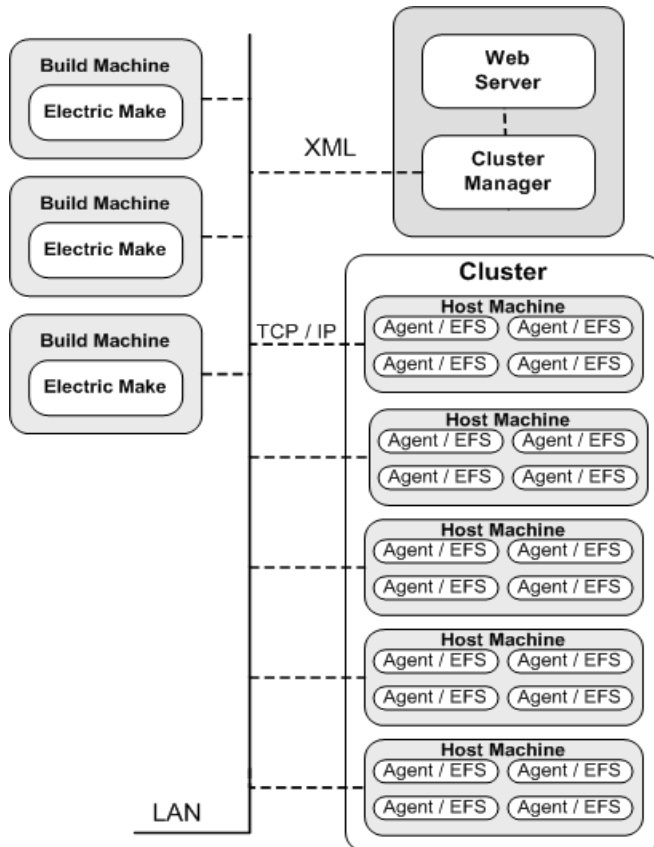 Build Machine
Electric Make
Build Machine
Electric Make
Build Machine
Electric Make
LAN
XML
TCP / IP
Web
Server
Cluster
Manager
Cluster
Host Machine
Agent / EFS Agent / EFS
Agent / EFS Agent / EFS
Host Machine
Agent / EFS Agent / EFS
Agent / EFS Agent / EFS
Host Machine
Agent / EFS Agent / EFS
Agent / EFS Agent / EFS
Host Machine
Agent / EFS Agent / EFS
Agent / EFS Agent / EFS
Host Machine
Agent / EFS Agent / EFS
Agent / EFS Agent / EFS